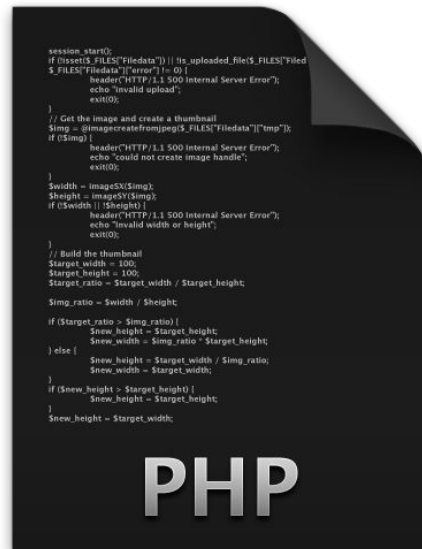 session_start();
if (!isset($_FILES["Filedata"]) || !is_uploaded_file($_FILES["Filed
$_FILES["Filedata"]["error"] != 0) {
header("HTTP/1.1 500 Internal Server Error");
echo "invalid upload";
exit(0);
}
// Get the image and create a thumbnail
$img = @imagecreatefromjpeg($_FILES["Filedata"]["tmp"]);
if (!$img) {
header("HTTP/1.1 500 Internal Server Error");
echo "could not create image handle";
exit(0);
}
$width = imageSX($img);
$height = imageSY($img);
if (!$width || !$height) {
header("HTTP/1.1 500 Internal Server Error");
echo "Invalid width or height";
exit(0);
}
// Build the thumbnail
$target_width = 100;
$target_height = 100;
$target_ratio = $target_width / $target_height;
$img_ratio = $width / $height;
if ($target_ratio > $img_ratio) {
$new_height = $target_height;
$new_width = $img_ratio * $target_height;
} else {
$new_height = $target_width / $img_ratio;
$new_width = $target_width;
}
if ($new_height > $target_height) {
$new_height = $target_height;
}
$new_height = $target_width;
PHP